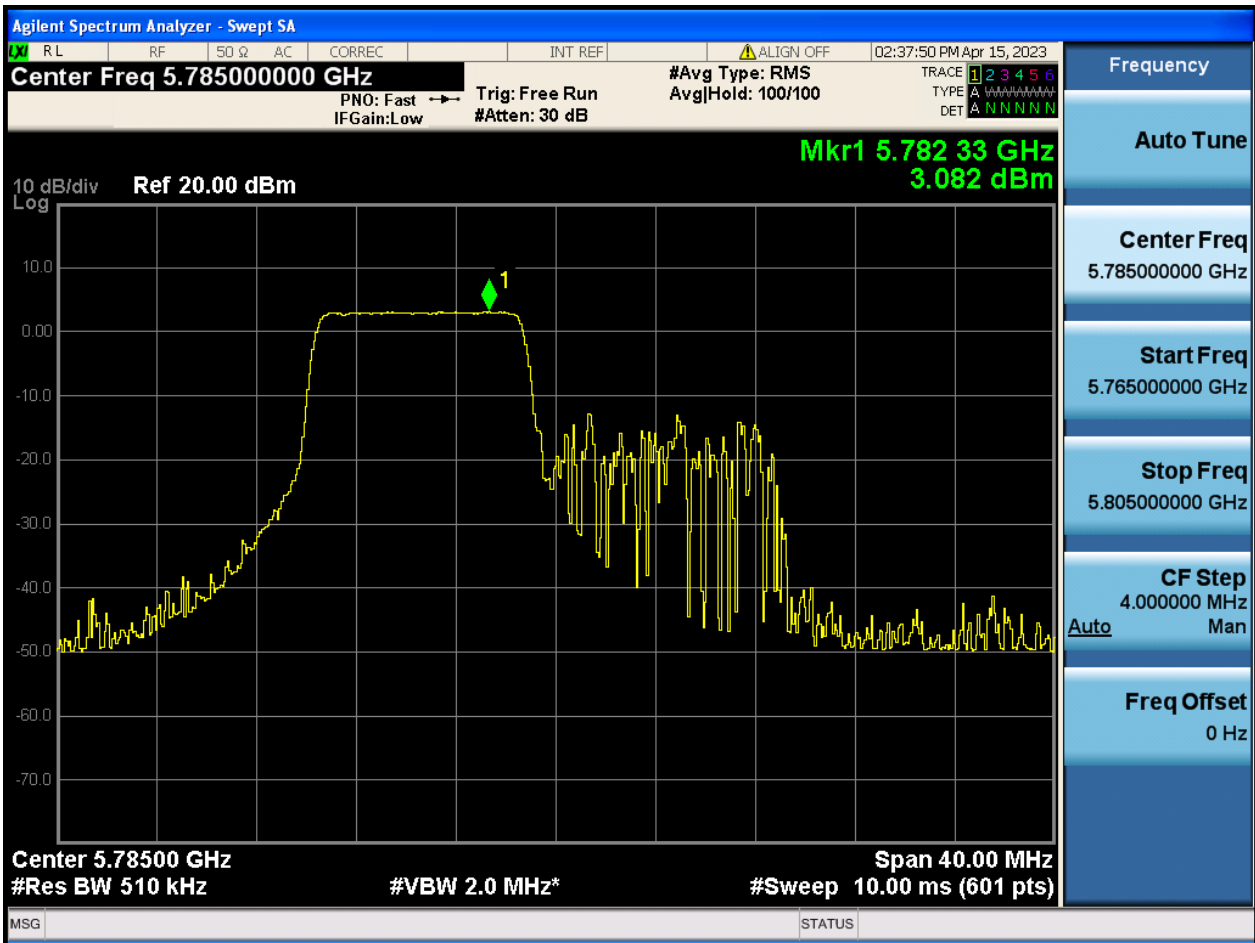 Agilent Spectrum Analyzer - Swept SA
LXI RL RF 50 Ω AC CORREC INT REF ALIGN OFF 02:37:50 PM Apr 15, 2023
Center Freq 5.785000000 GHz
PNO: Fast
IFGain:Low
Trig: Free Run
#Atten: 30 dB
#Avg Type: RMS
Avg|Hold: 100/100
TRACE 1 2 3 4 5 6
TYPE A WWWWW
DET A N N N N N
Mkr1 5.782 33 GHz
3.082 dBm
10 dB/div Ref 20.00 dBm
Log
10.0
0.00
-10.0
-20.0
-30.0
-40.0
-50.0
-60.0
-70.0
1
Center 5.78500 GHz Span 40.00 MHz
#Res BW 510 kHz #VBW 2.0 MHz* #Sweep 10.00 ms (601 pts)
MSG STATUS
Frequency
Auto Tune
Center Freq
5.785000000 GHz
Start Freq
5.765000000 GHz
Stop Freq
5.805000000 GHz
CF Step
4.000000 MHz
Auto Man
Freq Offset
0 Hz